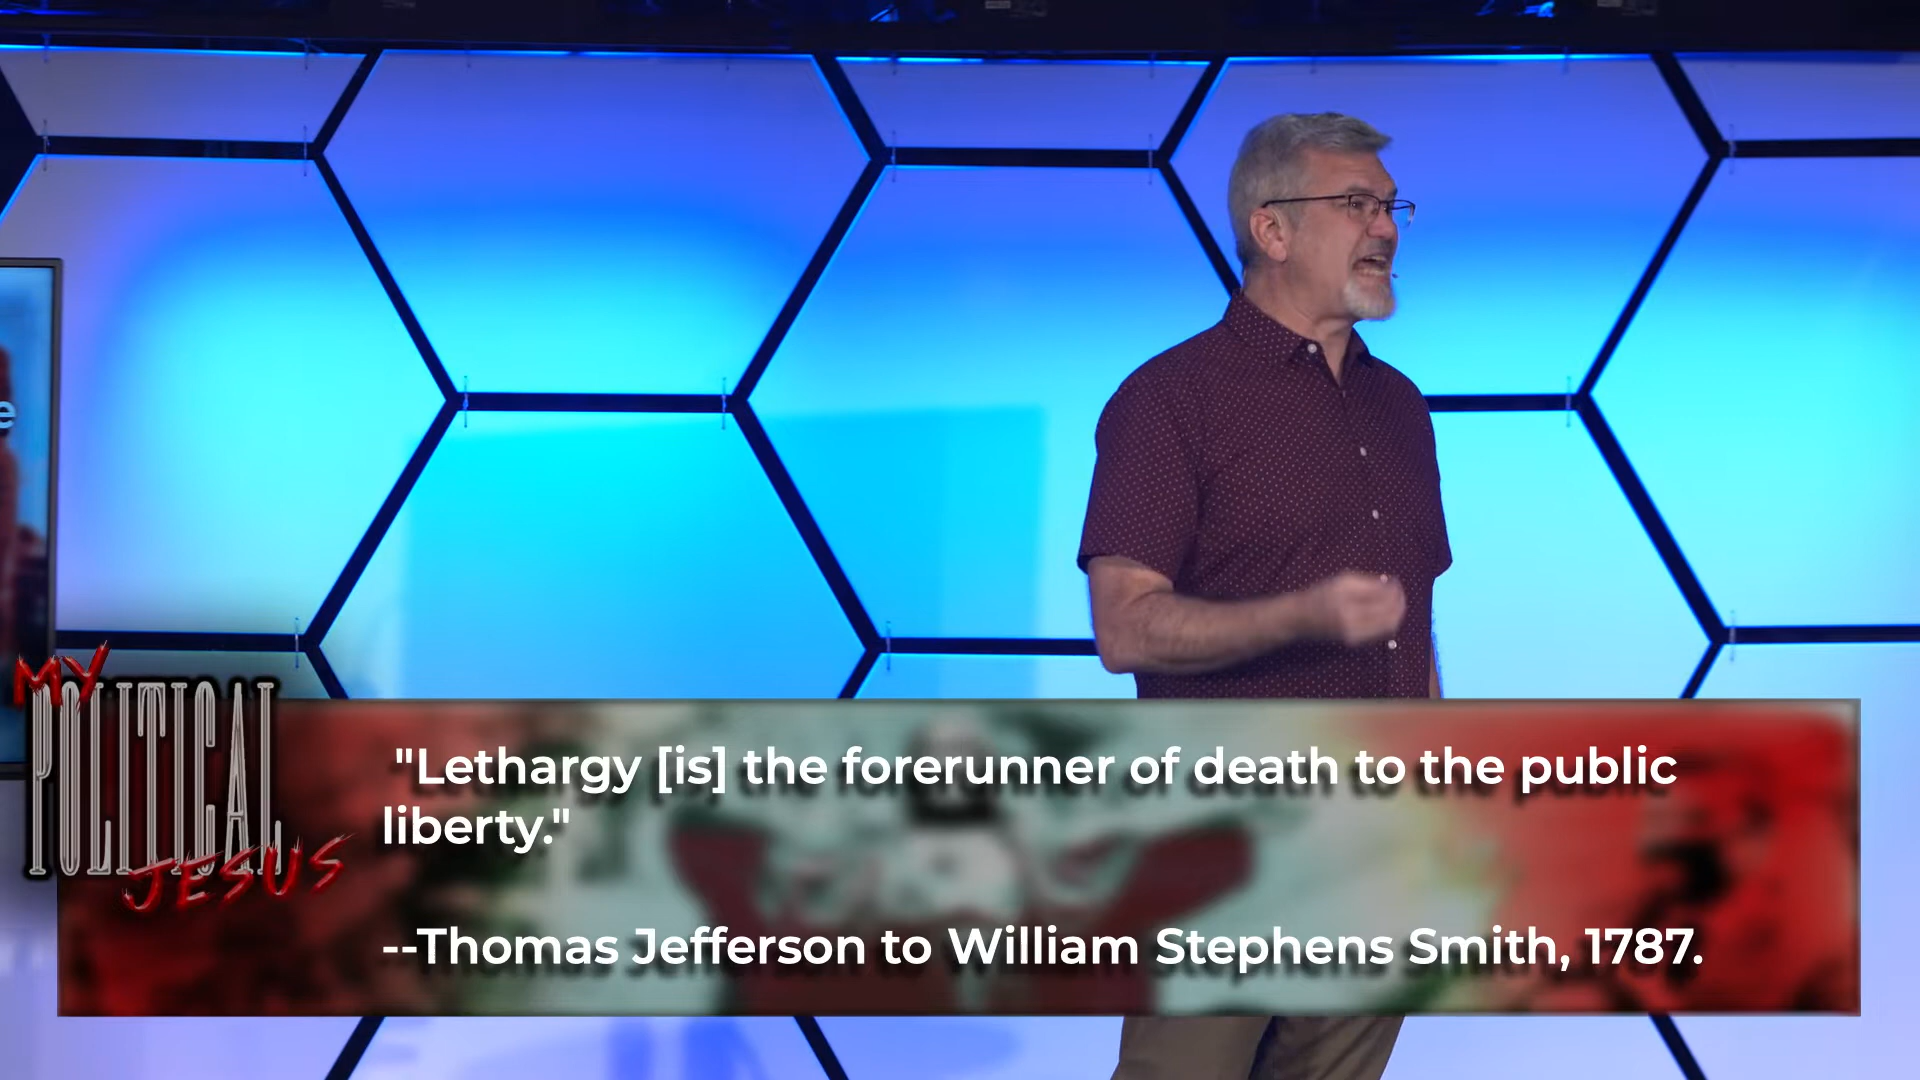 e
MY
POLITICAL
JESUS
"Lethargy [is] the forerunner of death to the public
liberty."
--Thomas Jefferson to William Stephens Smith, 1787.